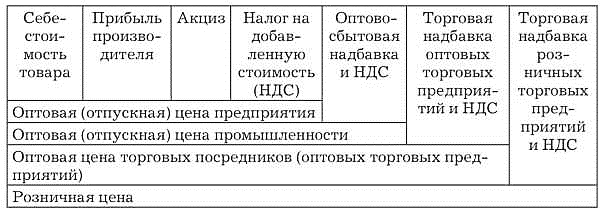 Себе-
стои-
мость
товара
Прибыль
произво-
дителя
Акциз
Налог на
добав-
ленную
стоимость
(НДС)
Оптово-
сбытовая
надбавка
и НДС
Торговая
надбавка
оптовых
торговых
предприя-
тий и НДС
Торговая
надбавка
роз-
ничных
торговых
пред-
приятий
и НДС
Оптовая (отпускная) цена предприятия
Оптовая (отпускная) цена промышленности
Оптовая цена торговых посредников (оптовых торговых пред-
приятий)
Розничная цена